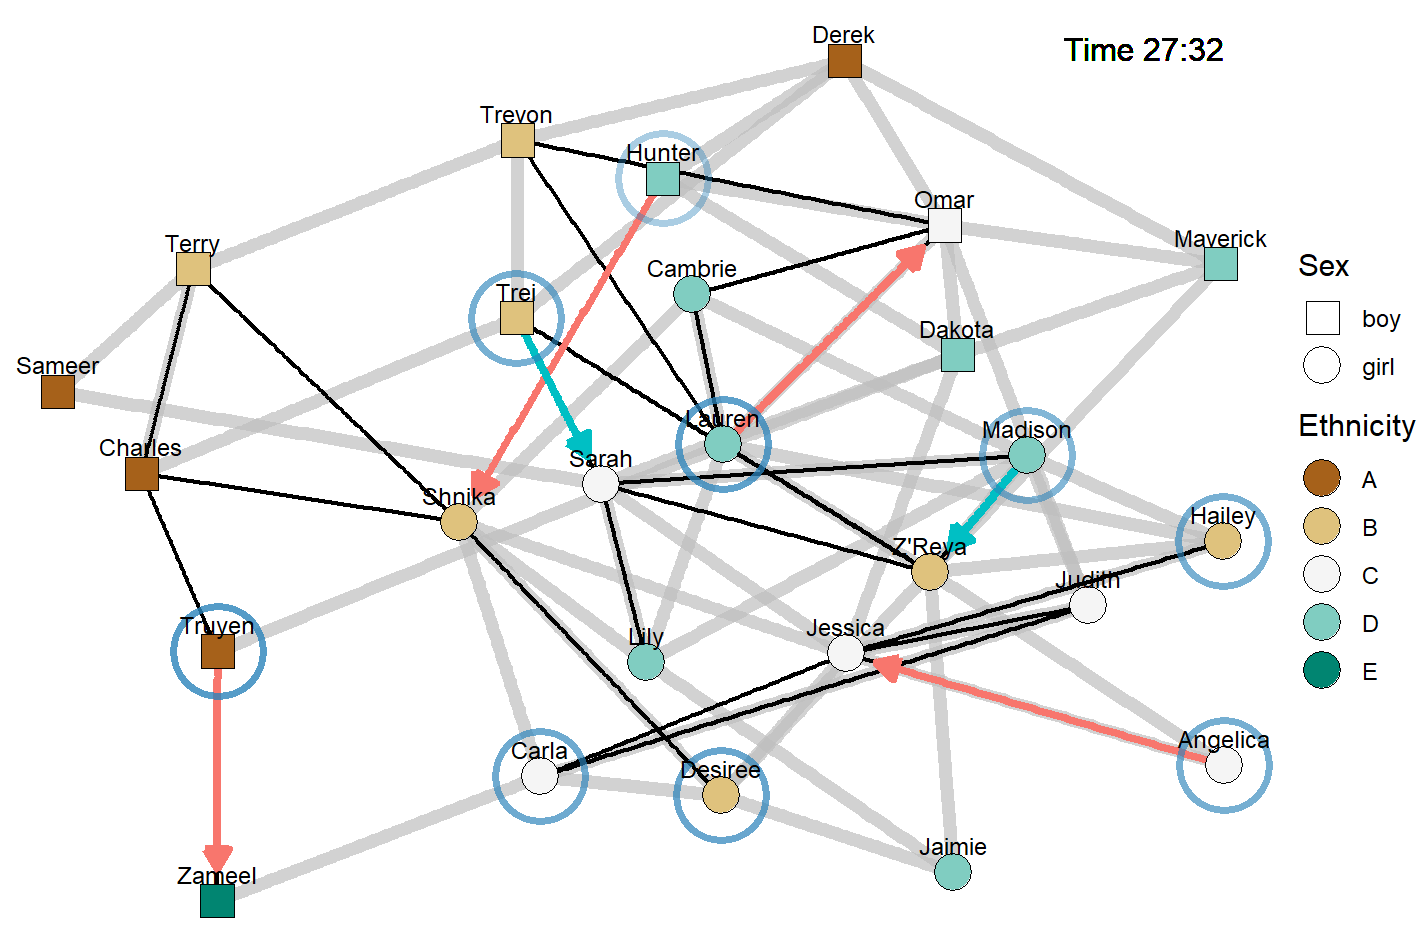 Derek
Time 27:32
Trevon
Hunter
Omar
Terry
Maverick
Cambrie
Trei
Dakota
Sameer
Lauren
Madison
Charles
Sarah
Shnika
Hailey
Z'Reya
Judith
Truyen
Lily
Jessica
Carla
Desiree
Angelica
Jaimie
Zameel
Sex
boy
girl
Ethnicity
A
B
C
D
E